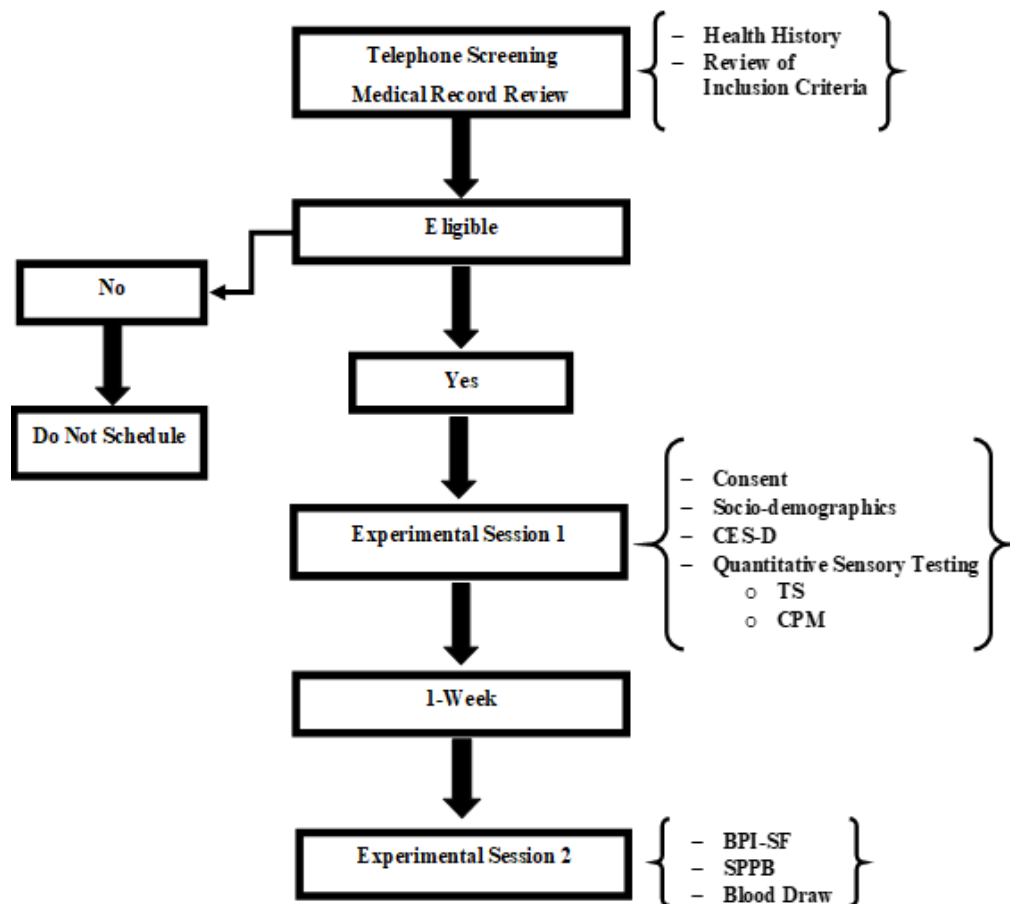 Telephone Screening
Medical Record Review
– Health History
– Review of
Inclusion Criteria
Eligible
No
Yes
Do Not Schedule
Experimental Session 1
– Consent
– Socio-demographics
– CES-D
– Quantitative Sensory Testing
o TS
o CPM
1-Week
Experimental Session 2
– BPI-SF
– SPPB
– Blood Draw